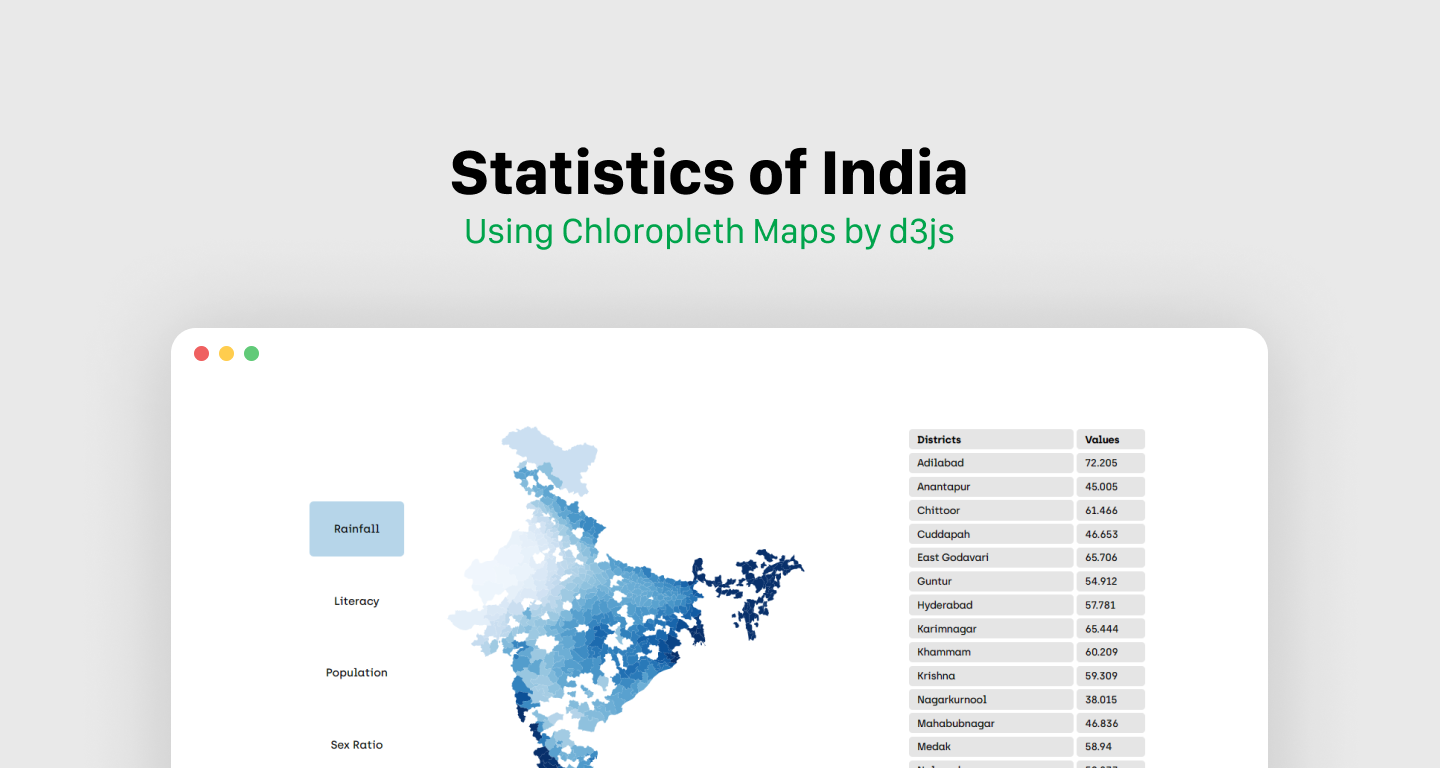 Statistics of India
Using Chloropleth Maps by d3js
Rainfall
Literacy
Population
Sex Ratio
Districts Values
Adilabad 72.205
Anantapur 45.005
Chittoor 61.466
Cuddapah 46.653
East Godavari 65.706
Guntur 54.912
Hyderabad 57.781
Karimnagar 65.444
Khammam 60.209
Krishna 59.309
Nagarkurnool 38.015
Mahabubnagar 46.836
Medak 58.94